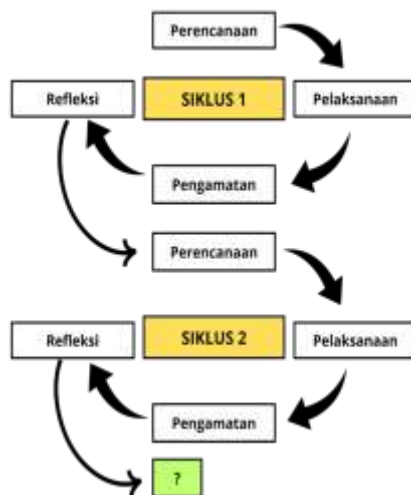 Perencanaan
Refleksi
SIKLUS 1
Pelaksanaan
Pengamatan
Perencanaan
Refleksi
SIKLUS 2
Pelaksanaan
Pengamatan
?